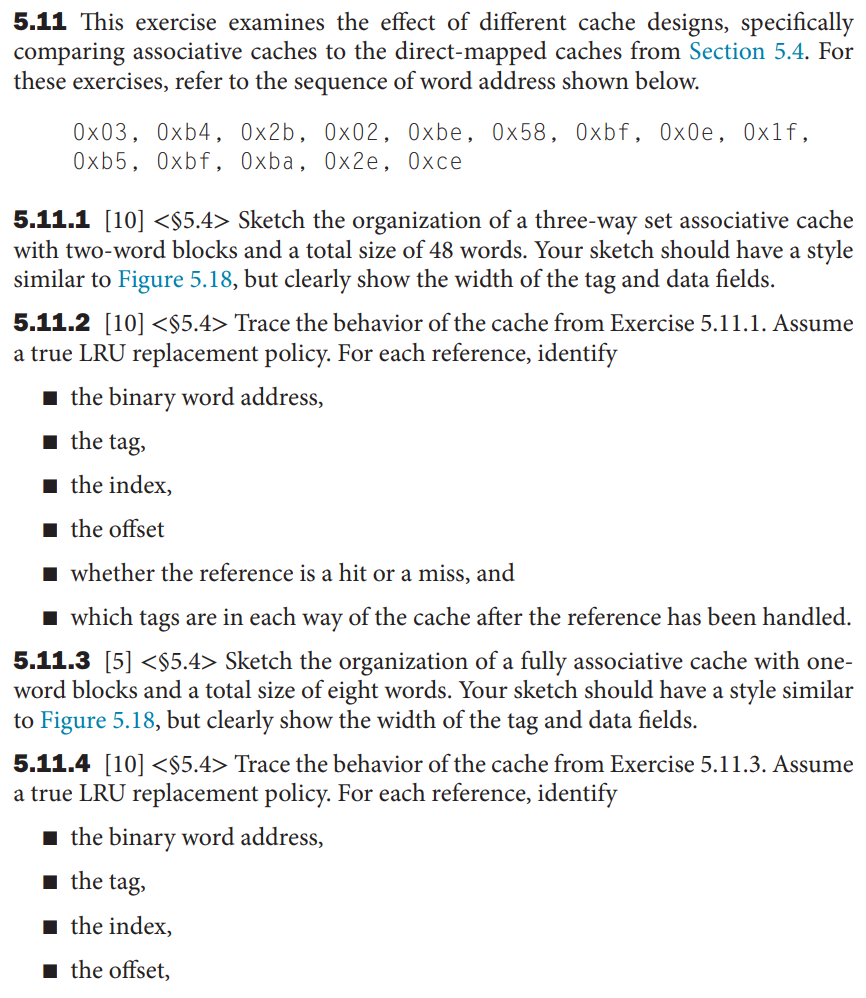 5.11 This exercise examines the effect of different cache designs, specifically
comparing associative caches to the direct-mapped caches from Section 5.4. For
these exercises, refer to the sequence of word address shown below.
0x03, 0xb4, 0x2b, 0x02, 0xbe, 0x58, 0xbf, 0x0e, 0x1f,
0xb5, 0xbf, 0xba, 0x2e, 0xce
5.11.1 [10] <§5.4> Sketch the organization of a three-way set associative cache
with two-word blocks and a total size of 48 words. Your sketch should have a style
similar to Figure 5.18, but clearly show the width of the tag and data fields.
5.11.2 [10] <§5.4> Trace the behavior of the cache from Exercise 5.11.1. Assume
a true LRU replacement policy. For each reference, identify
■ the binary word address,
■ the tag,
■ the index,
■ the offset
■ whether the reference is a hit or a miss, and
■ which tags are in each way of the cache after the reference has been handled.
5.11.3 [5] <§5.4> Sketch the organization of a fully associative cache with one-
word blocks and a total size of eight words. Your sketch should have a style similar
to Figure 5.18, but clearly show the width of the tag and data fields.
5.11.4 [10] <§5.4> Trace the behavior of the cache from Exercise 5.11.3. Assume
a true LRU replacement policy. For each reference, identify
■ the binary word address,
■ the tag,
■ the index,
■ the offset,